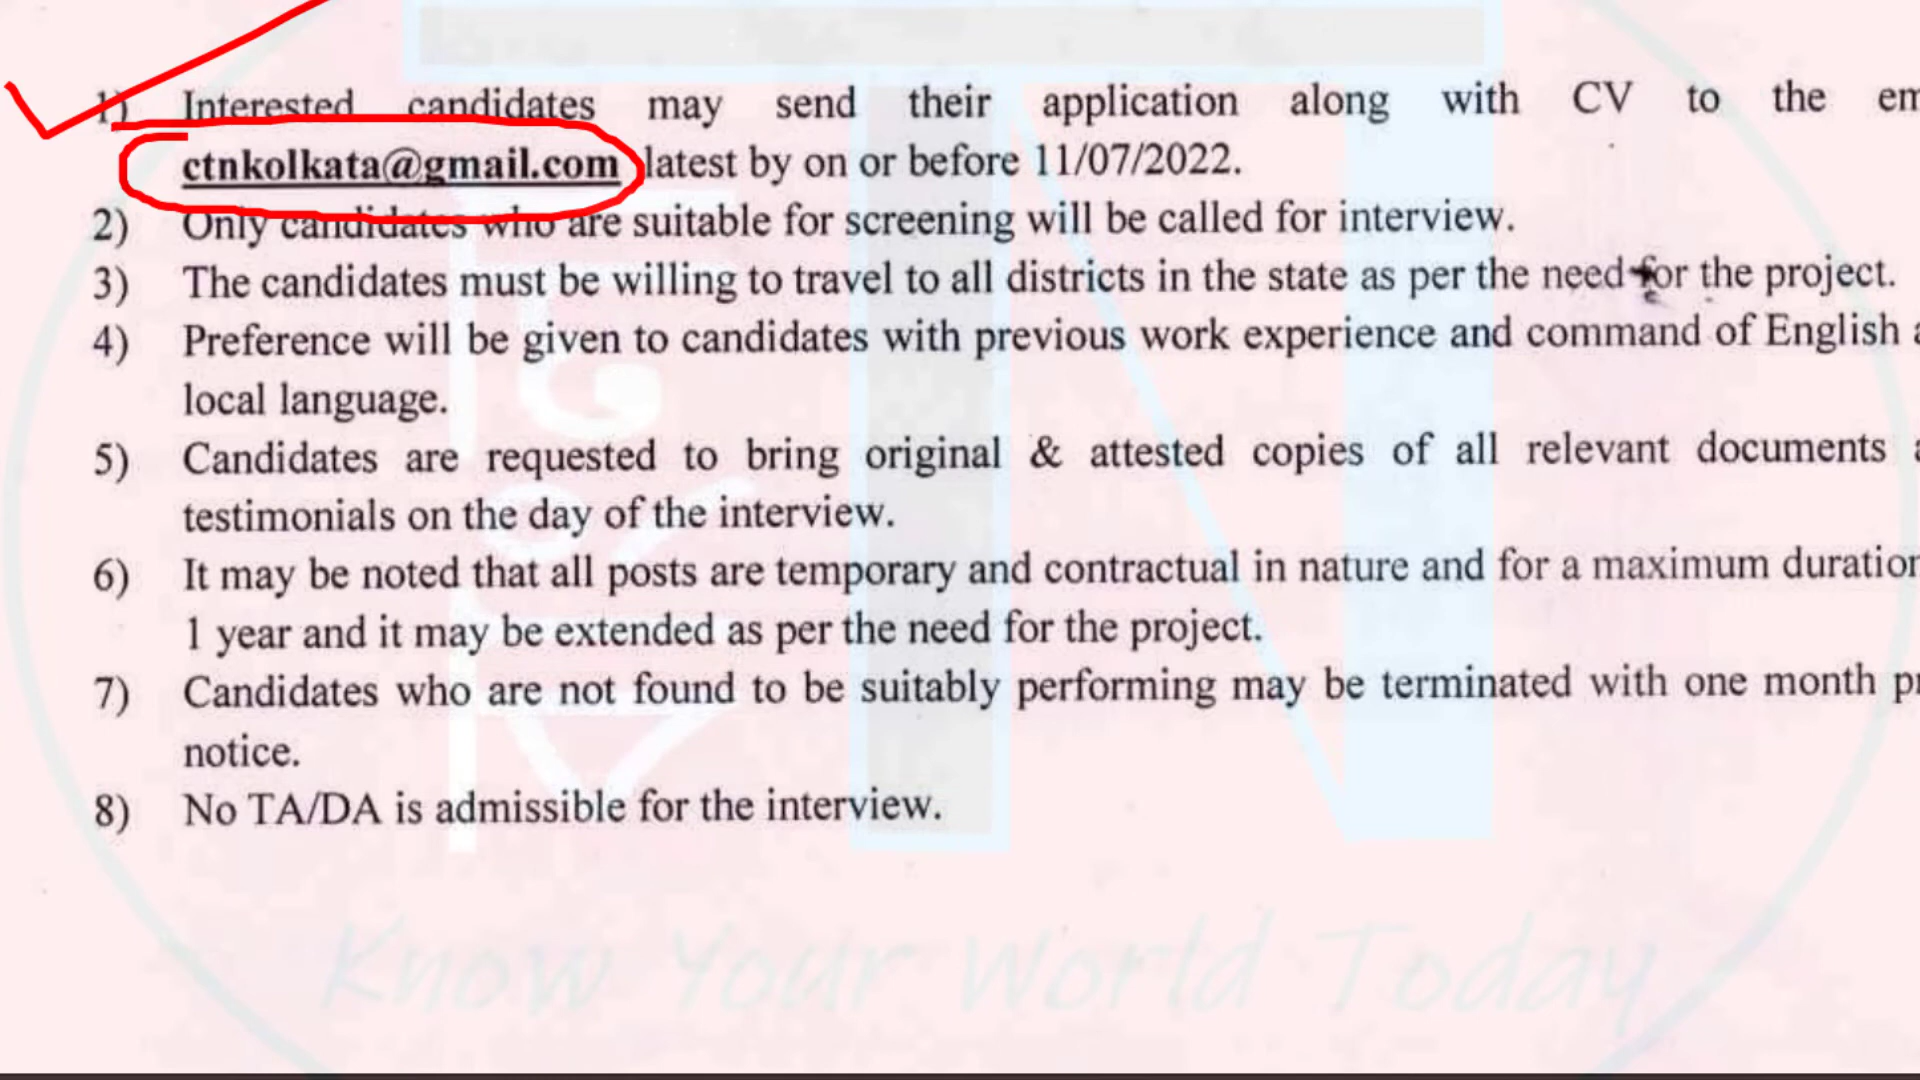 1) Interested candidates may send their application along with CV to the em
ctnkolkata@gmail.com latest by on or before 11/07/2022.
2) Only candidates who are suitable for screening will be called for interview.
3) The candidates must be willing to travel to all districts in the state as per the need for the project.
4) Preference will be given to candidates with previous work experience and command of English a
local language.
5) Candidates are requested to bring original & attested copies of all relevant documents a
testimonials on the day of the interview.
6) It may be noted that all posts are temporary and contractual in nature and for a maximum duration
1 year and it may be extended as per the need for the project.
7) Candidates who are not found to be suitably performing may be terminated with one month pr
notice.
8) No TA/DA is admissible for the interview.
Know Your World Today